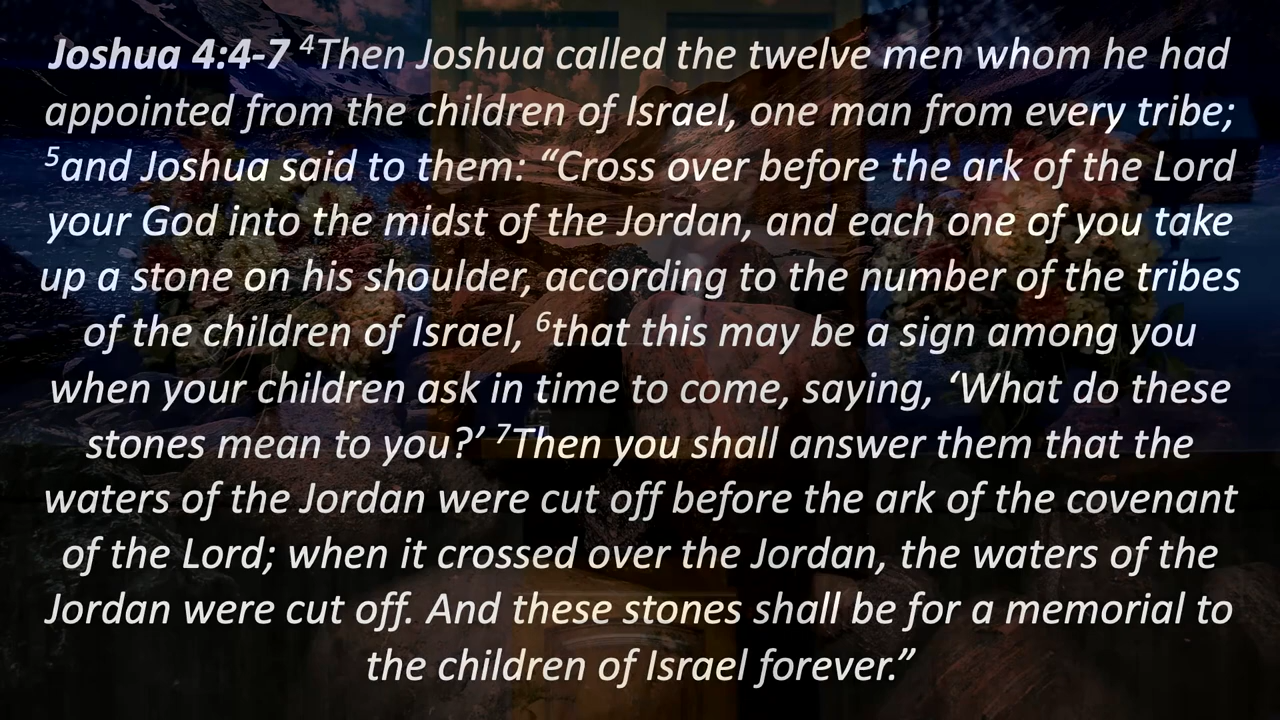 Joshua 4:4-7 ⁴Then Joshua called the twelve men whom he had
appointed from the children of Israel, one man from every tribe;
⁵and Joshua said to them: “Cross over before the ark of the Lord
your God into the midst of the Jordan, and each one of you take
up a stone on his shoulder, according to the number of the tribes
of the children of Israel, ⁶that this may be a sign among you
when your children ask in time to come, saying, ‘What do these
stones mean to you?’ ⁷Then you shall answer them that the
waters of the Jordan were cut off before the ark of the covenant
of the Lord; when it crossed over the Jordan, the waters of the
Jordan were cut off. And these stones shall be for a memorial to
the children of Israel forever.”